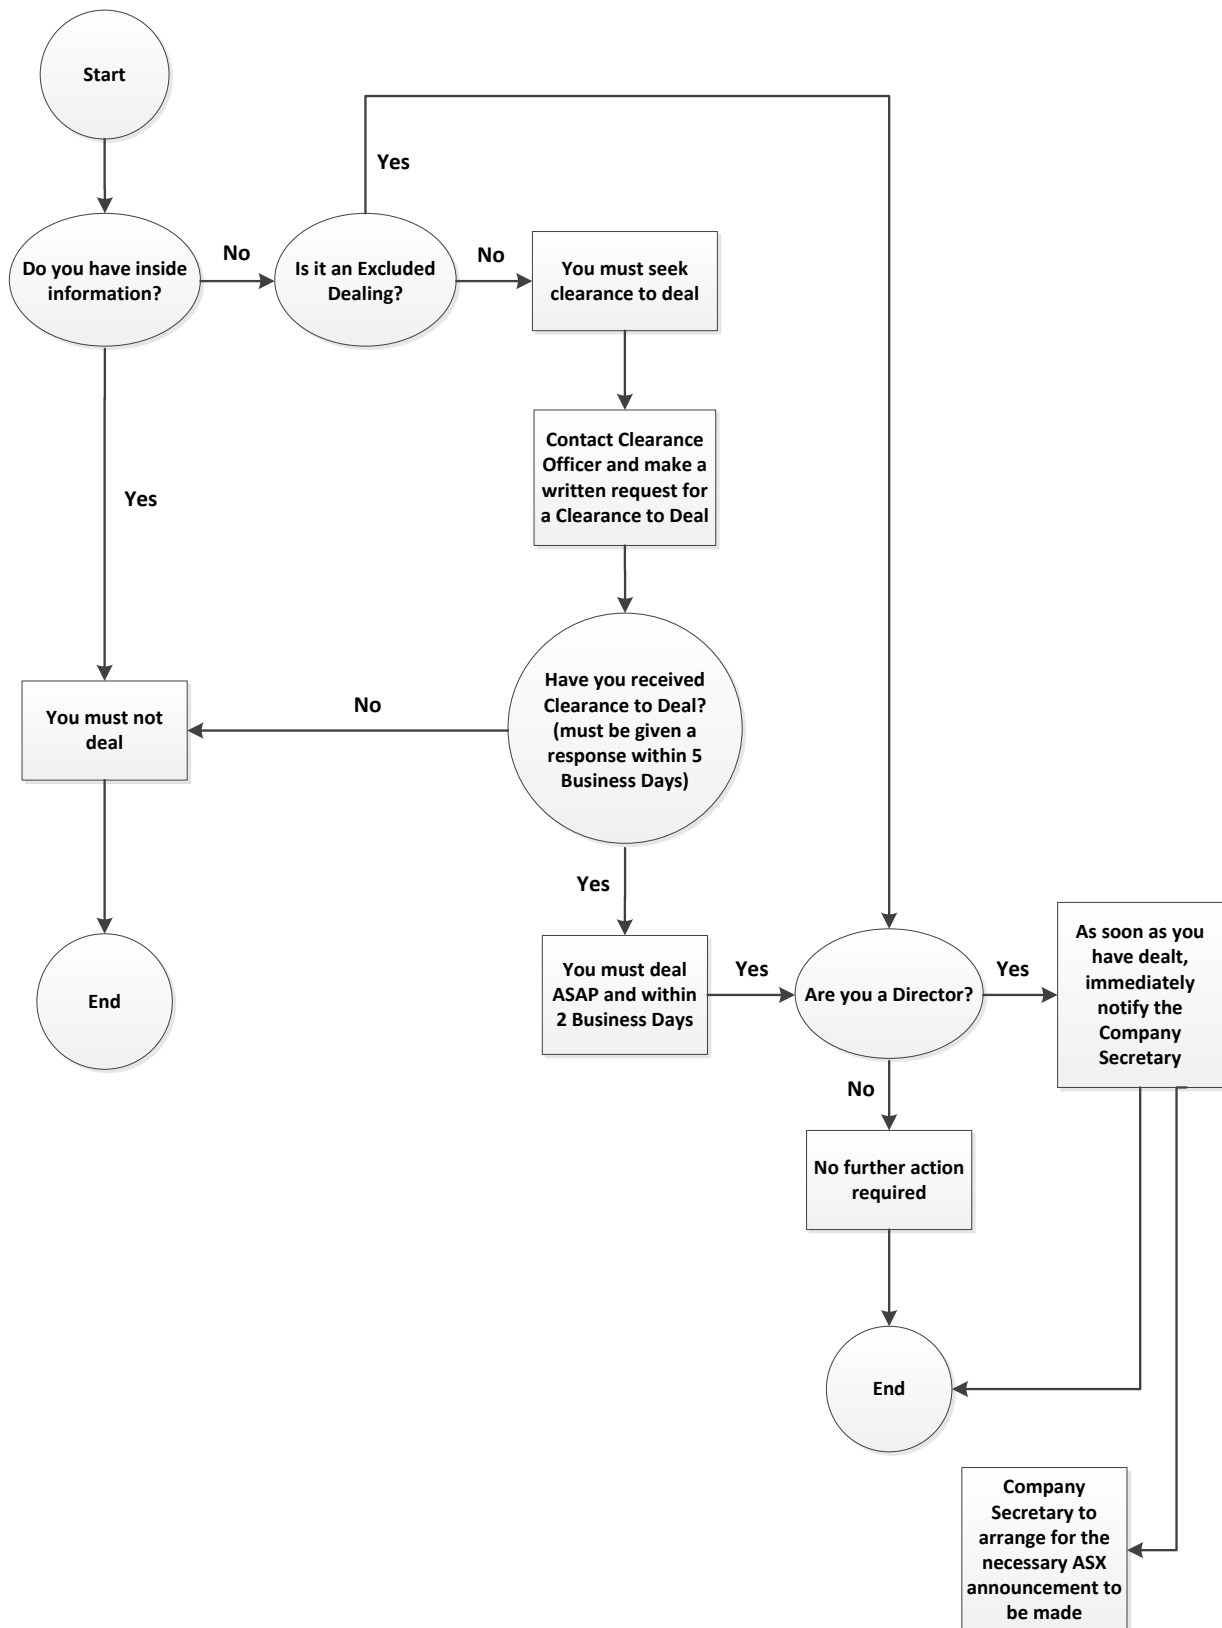 Start
Yes
Do you have inside
information?
No
Is it an Excluded
Dealing?
No
You must seek
clearance to deal
Contact Clearance
Officer and make a
written request for
a Clearance to Deal
Yes
Have you received
Clearance to Deal?
(must be given a
response within 5
Business Days)
No
You must not
deal
Yes
End
You must deal
ASAP and within
2 Business Days
Yes
Are you a Director?
Yes
As soon as you
have dealt,
immediately
notify the
Company
Secretary
No
No further action
required
End
Company
Secretary to
arrange for the
necessary ASX
announcement to
be made